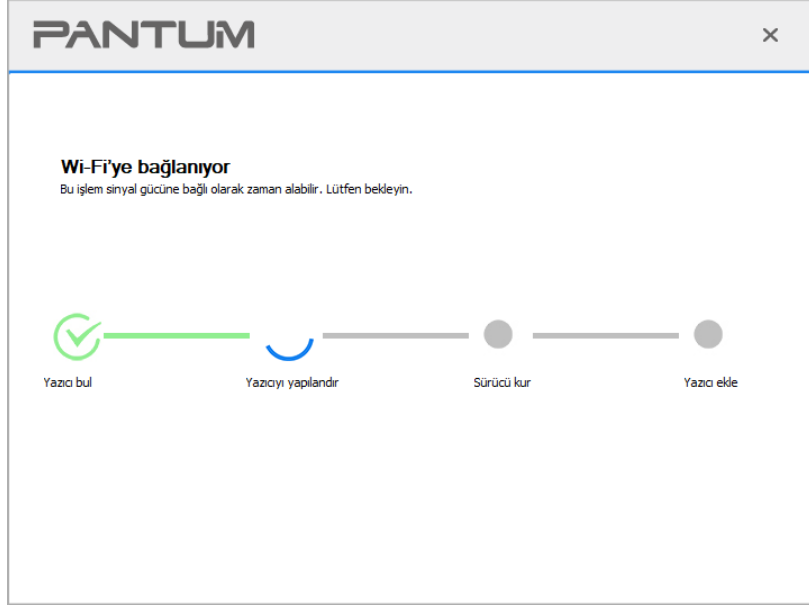 PANTUM
Wi-Fi'ye bağlanıyor
Bu işlem sinyal gücüne bağlı olarak zaman alabilir. Lütfen bekleyin.
Yazıcı bul
Yazıcıyı yapılandır
Sürücü kur
Yazıcı ekle